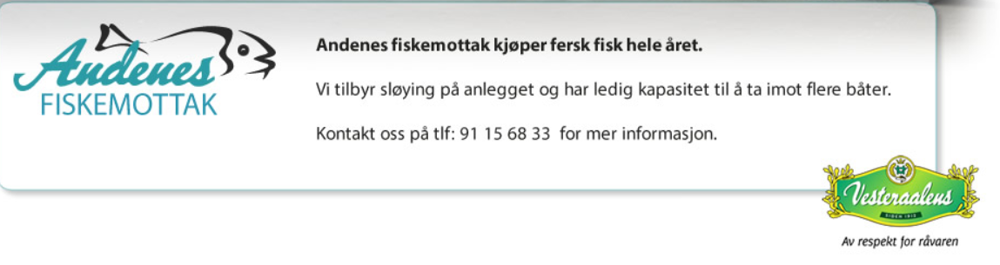 Andenes
FISKEMOTTAK
Andenes fiskemottak kjøper fersk fisk hele året.
Vi tilbyr sløying på anlegget og har ledig kapasitet til å ta imot flere båter.
Kontakt oss på tlf: 91 15 68 33 for mer informasjon.
Vesteraalens
SIDEN 1912
Av respekt for råvaren